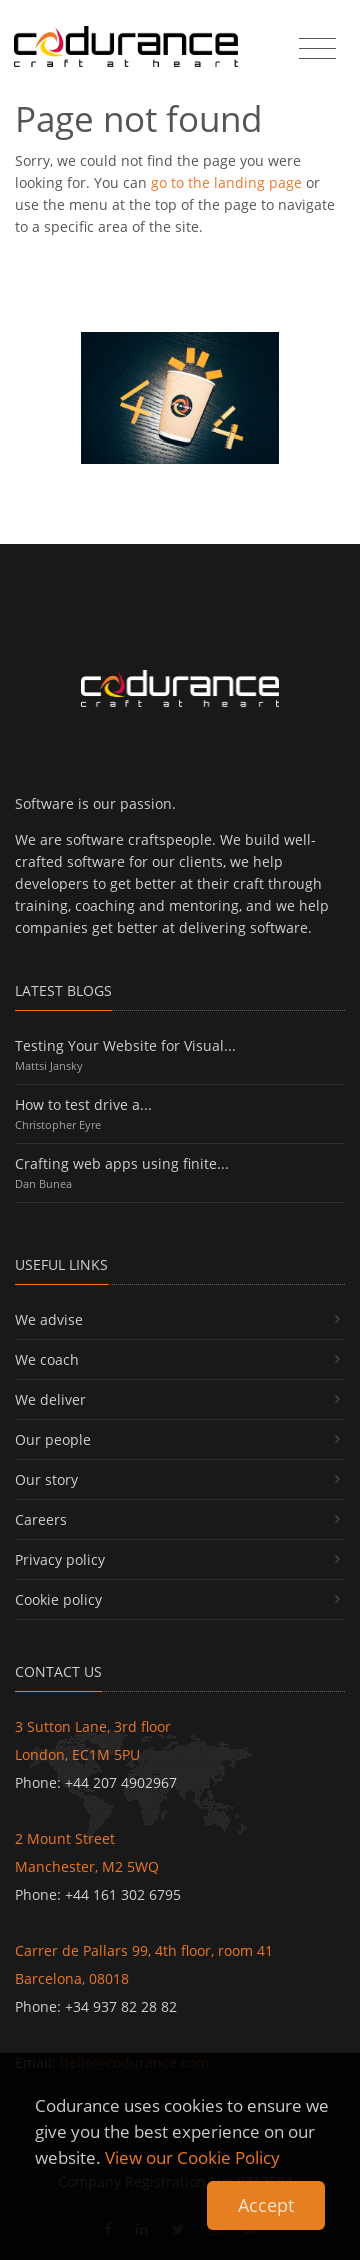 codurance
craft at heart
Page not found
Sorry, we could not find the page you were
looking for. You can go to the landing page or
use the menu at the top of the page to navigate
to a specific area of the site.
4 4
codurance
craft at heart
Software is our passion.
We are software craftspeople. We build well-
crafted software for our clients, we help
developers to get better at their craft through
training, coaching and mentoring, and we help
companies get better at delivering software.
LATEST BLOGS
Testing Your Website for Visual...
Mattsi Jansky
How to test drive a...
Christopher Eyre
Crafting web apps using finite...
Dan Bunea
USEFUL LINKS
We advise
We coach
We deliver
Our people
Our story
Careers
Privacy policy
Cookie policy
CONTACT US
3 Sutton Lane, 3rd floor
London, EC1M 5PU
Phone: +44 207 4902967
2 Mount Street
Manchester, M2 5WQ
Phone: +44 161 302 6795
Carrer de Pallars 99, 4th floor, room 41
Barcelona, 08018
Phone: +34 937 82 28 82
Email: hello@codurance.com
Codurance uses cookies to ensure we
give you the best experience on our
website. View our Cookie Policy
Company Registration
Accept